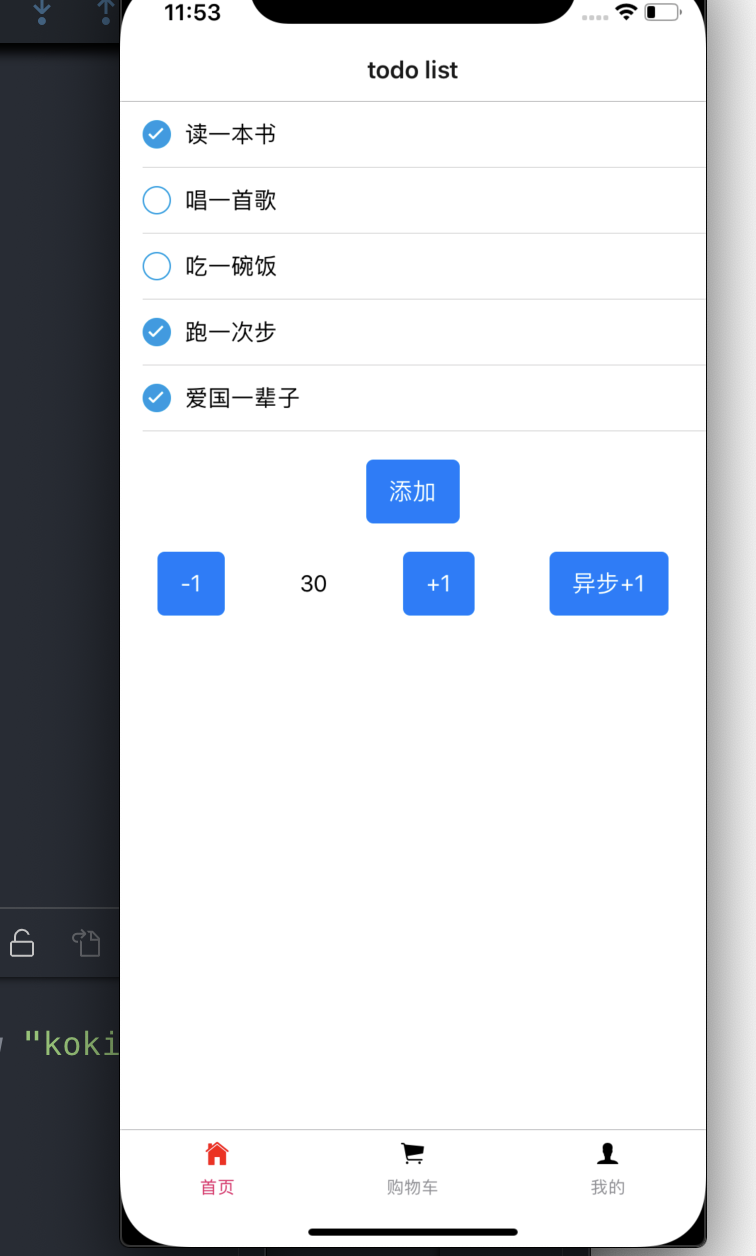 11:53
todo list
读一本书
唱一首歌
吃一碗饭
跑一次步
爱国一辈子
添加
-1 30 +1 异步+1
"koki
首页 购物车 我的